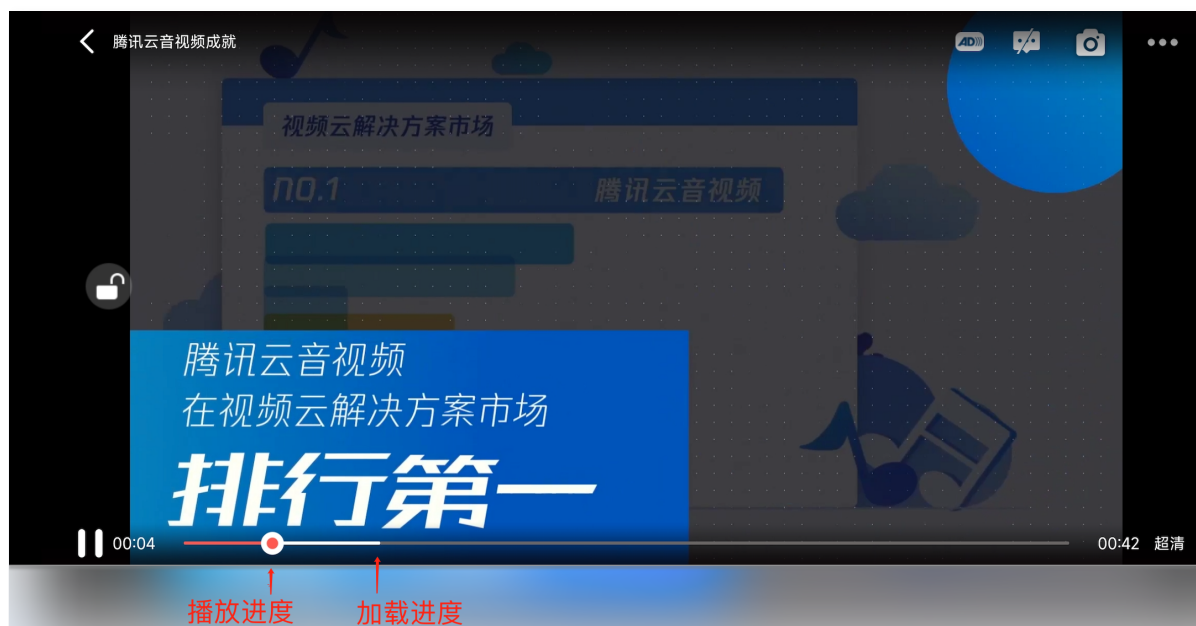 腾讯云音视频成就
AD
视频云解决方案市场
NO.1 腾讯云音视频
腾讯云音视频
在视频云解决方案市场
排行第一
00:04
00:42 超清
播放进度
加载进度